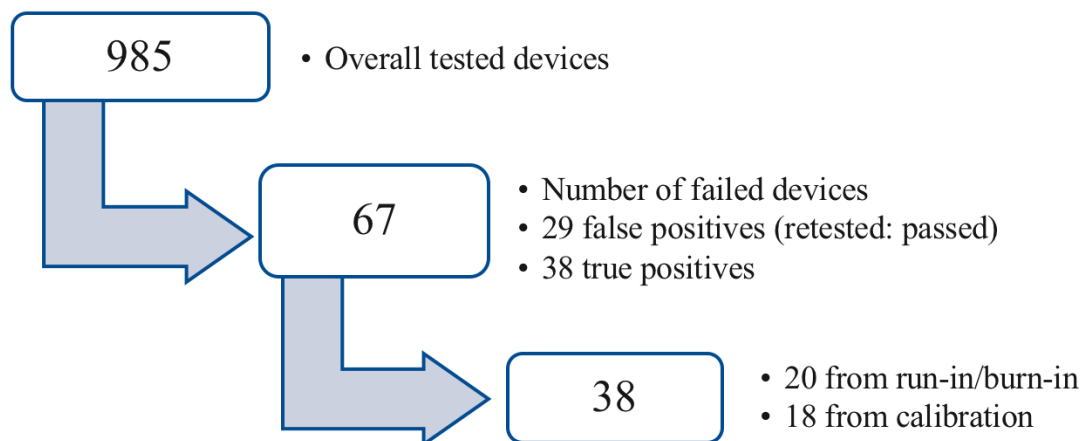 985
• Overall tested devices
67
• Number of failed devices
• 29 false positives (retested: passed)
• 38 true positives
38
• 20 from run-in/burn-in
• 18 from calibration